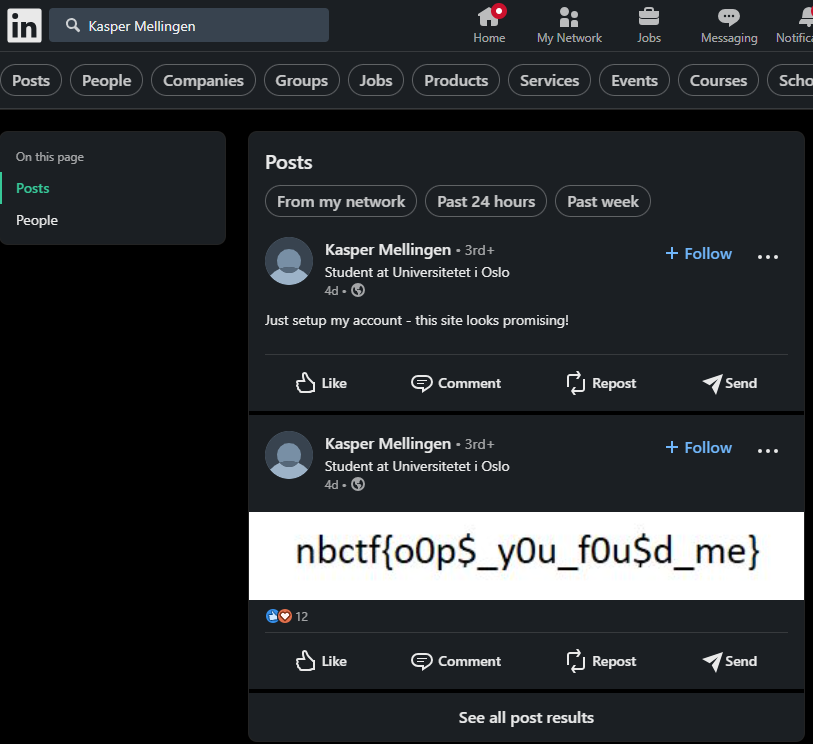 in
Kasper Mellingen
Home
My Network
Jobs
Messaging
Notifica
Posts
People
Companies
Groups
Jobs
Products
Services
Events
Courses
Scho
On this page
Posts
People
Posts
From my network
Past 24 hours
Past week
Kasper Mellingen • 3rd+
Student at Universitetet i Oslo
4d •
+ Follow
Just setup my account - this site looks promising!
Like
Comment
Repost
Send
Kasper Mellingen • 3rd+
Student at Universitetet i Oslo
4d •
+ Follow
nbctf{o0p$_y0u_f0u$d_me}
12
Like
Comment
Repost
Send
See all post results